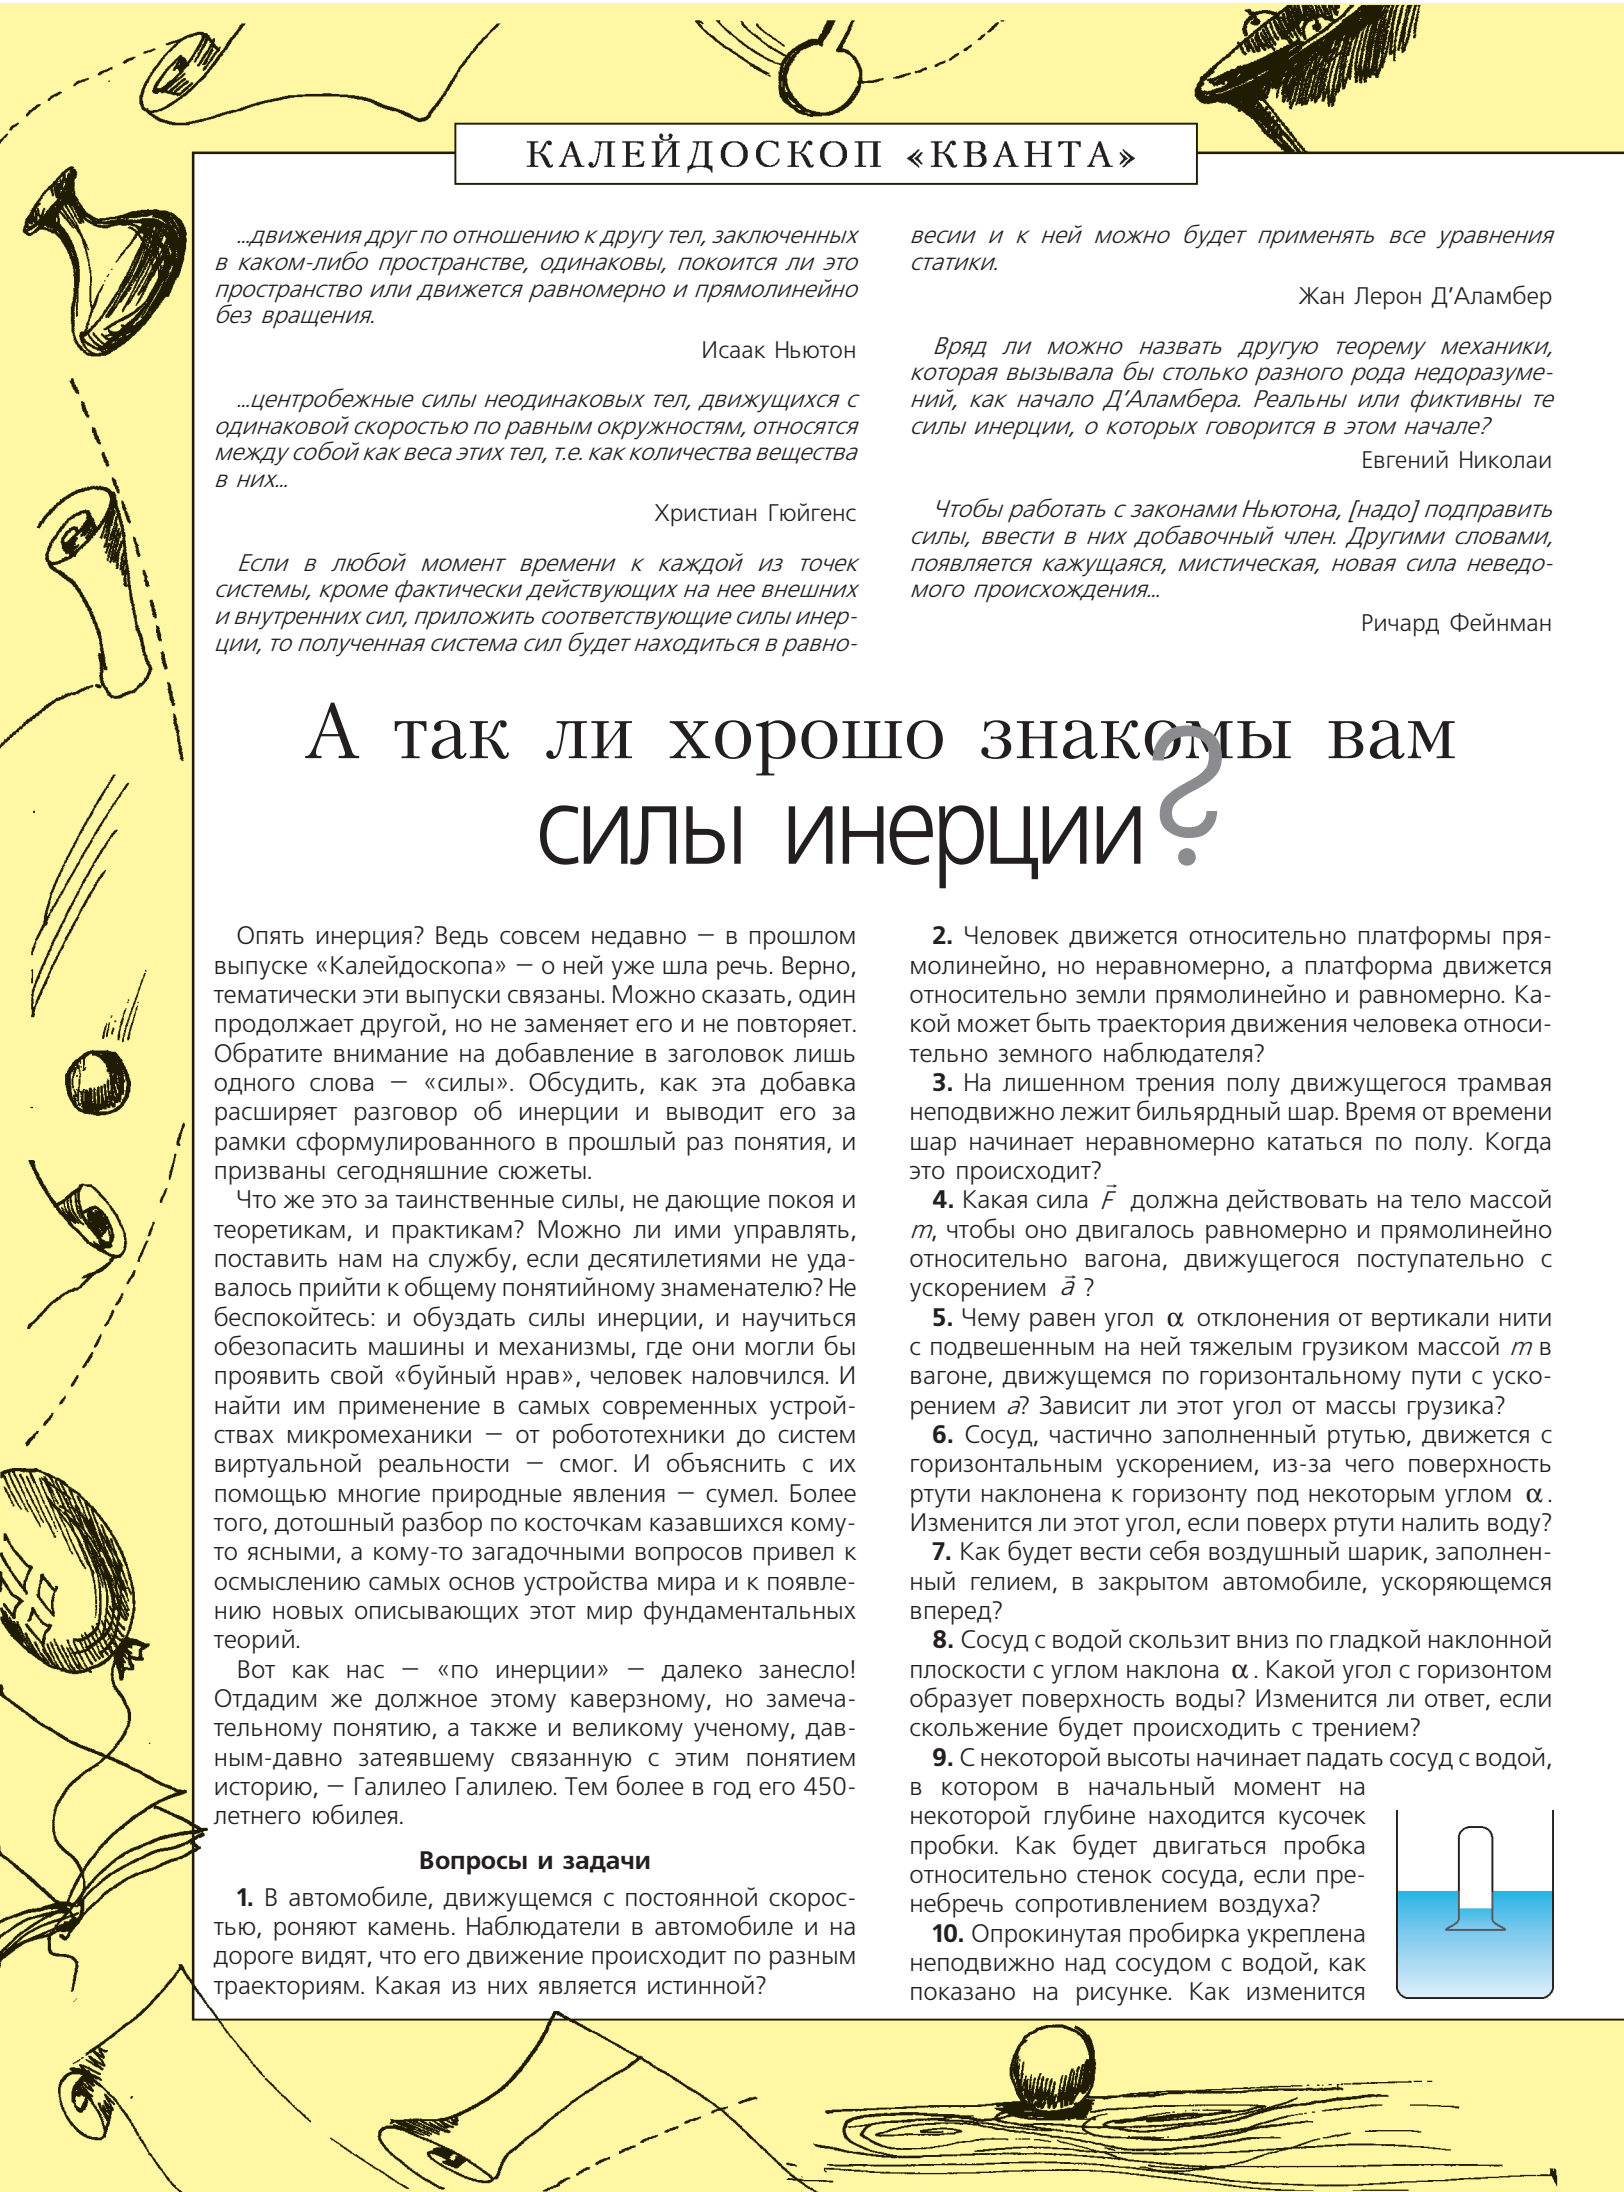 КАЛЕЙДОСКОП «КВАНТА»
...движения друг по отношению к другу тел, заключенных
в каком-либо пространстве, одинаковы, покоится ли это
пространство или движется равномерно и прямолинейно
без вращения.
Исаак Ньютон
...центробежные силы неодинаковых тел, движущихся с
одинаковой скоростью по равным окружностям, относятся
между собой как веса этих тел, т.е. как количества вещества
в них...
Христиан Гюйгенс
Если в любой момент времени к каждой из точек
системы, кроме фактически действующих на нее внешних
и внутренних сил, приложить соответствующие силы инер-
ции, то полученная система сил будет находиться в равно-
весии и к ней можно будет применять все уравнения
статики.
Жан Лерон Д’Аламбер
Вряд ли можно назвать другую теорему механики,
которая вызывала бы столько разного рода недоразуме-
ний, как начало Д’Аламбера. Реальны или фиктивны те
силы инерции, о которых говорится в этом начале?
Евгений Николаи
Чтобы работать с законами Ньютона, [надо] подправить
силы, ввести в них добавочный член. Другими словами,
появляется кажущаяся, мистическая, новая сила неведо-
мого происхождения...
Ричард Фейнман
А так ли хорошо знакомы вам
силы инерции?
Опять инерция? Ведь совсем недавно – в прошлом
выпуске «Калейдоскопа» – о ней уже шла речь. Верно,
тематически эти выпуски связаны. Можно сказать, один
продолжает другой, но не заменяет его и не повторяет.
Обратите внимание на добавление в заголовок лишь
одного слова – «силы». Обсудить, как эта добавка
расширяет разговор об инерции и выводит его за
рамки сформулированного в прошлый раз понятия, и
призваны сегодняшние сюжеты.
Что же это за таинственные силы, не дающие покоя и
теоретикам, и практикам? Можно ли ими управлять,
поставить нам на службу, если десятилетиями не уда-
валось прийти к общему понятийному знаменателю? Не
беспокойтесь: и обуздать силы инерции, и научиться
обезопасить машины и механизмы, где они могли бы
проявить свой «буйный нрав», человек наловчился. И
найти им применение в самых современных устрой-
ствах микромеханики – от робототехники до систем
виртуальной реальности – смог. И объяснить с их
помощью многие природные явления – сумел. Более
того, дотошный разбор по косточкам казавшихся кому-
то ясными, а кому-то загадочными вопросов привел к
осмыслению самых основ устройства мира и к появле-
нию новых описывающих этот мир фундаментальных
теорий.
Вот как нас – «по инерции» – далеко занесло!
Отдадим же должное этому каверзному, но замеча-
тельному понятию, а также и великому ученому, дав-
ным-давно затеявшему связанную с этим понятием
историю, – Галилео Галилею. Тем более в год его 450-
летнего юбилея.
Вопросы и задачи
1. В автомобиле, движущемся с постоянной скорос-
тью, роняют камень. Наблюдатели в автомобиле и на
дороге видят, что его движение происходит по разным
траекториям. Какая из них является истинной?
2. Человек движется относительно платформы пря-
молинейно, но неравномерно, а платформа движется
относительно земли прямолинейно и равномерно. Ка-
кой может быть траектория движения человека относи-
тельно земного наблюдателя?
3. На лишенном трения полу движущегося трамвая
неподвижно лежит бильярдный шар. Время от времени
шар начинает неравномерно кататься по полу. Когда
это происходит?
4. Какая сила F⃗ должна действовать на тело массой
m, чтобы оно двигалось равномерно и прямолинейно
относительно вагона, движущегося поступательно с
ускорением a⃗ ?
5. Чему равен угол α отклонения от вертикали нити
с подвешенным на ней тяжелым грузиком массой m в
вагоне, движущемся по горизонтальному пути с уско-
рением a? Зависит ли этот угол от массы грузика?
6. Сосуд, частично заполненный ртутью, движется с
горизонтальным ускорением, из-за чего поверхность
ртути наклонена к горизонту под некоторым углом α.
Изменится ли этот угол, если поверх ртути налить воду?
7. Как будет вести себя воздушный шарик, заполнен-
ный гелием, в закрытом автомобиле, ускоряющемся
вперед?
8. Сосуд с водой скользит вниз по гладкой наклонной
плоскости с углом наклона α. Какой угол с горизонтом
образует поверхность воды? Изменится ли ответ, если
скольжение будет происходить с трением?
9. С некоторой высоты начинает падать сосуд с водой,
в котором в начальный момент на
некоторой глубине находится кусочек
пробки. Как будет двигаться пробка
относительно стенок сосуда, если пре-
небречь сопротивлением воздуха?
10. Опрокинутая пробирка укреплена
неподвижно над сосудом с водой, как
показано на рисунке. Как изменится